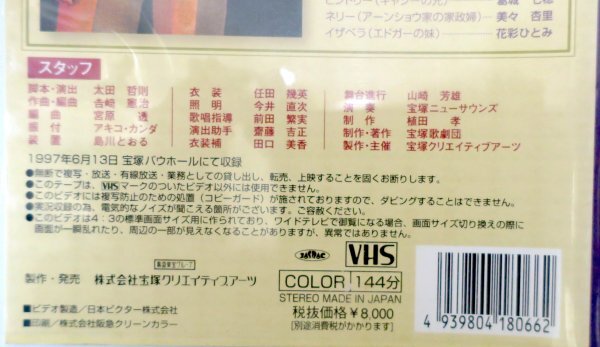 ヒンドリー(キャシーの兄)
ネリー(アーンショウ家の家政婦) 美々 杏里
イザベラ(エドガーの妹) 花彩ひとみ
スタッフ
脚本・演出 太田 哲則 衣装 任田 幾英 舞台進行 山崎 芳雄
作曲・編曲 𠮷﨑 憲治 照明 今井 直次 演奏 宝塚ニューサウンズ
編曲 宮原 透 歌唱指導 前田 繁実 制作 植田 孝
振付 アキコ・カンダ 演出助手 齋藤 吉正 制作・著作 宝塚歌劇団
装置 島川とお留 衣装補 田口 美香 製作・主催 宝塚クリエイティブアーツ
1997年6月13日 宝塚バウホールにて収録
●無断で複写・放送・有線放送・業務としての貸し出し、転売、上映することを固くお断りします。
●このテープは、VHSマークのついたビデオ以外には使用できません。
●このビデオには複写防止のための処置(コピーガード)が施されておりますので、ダビングすることはできません。
●実況収録の為、電気的なノイズが聞こえる箇所がございます。ご容赦ください。
●このビデオは4:3の標準画面サイズ用に作られており、ワイドテレビで御覧になる場合、画面サイズ切り換えの際に
画面が一瞬乱れたり、周辺の一部が見えなくなることがありますが、異常ではありません。
VHS
製作・発売 株式会社宝塚クリエイティブアーツ
COLOR 144分
STEREO MADE IN JAPAN
税抜価格¥8,000
[別途消費税がかかります]
■ビデオ製造/日本ビクター株式会社
■印刷/株式会社阪急クリーンカラー
4 939804 180662